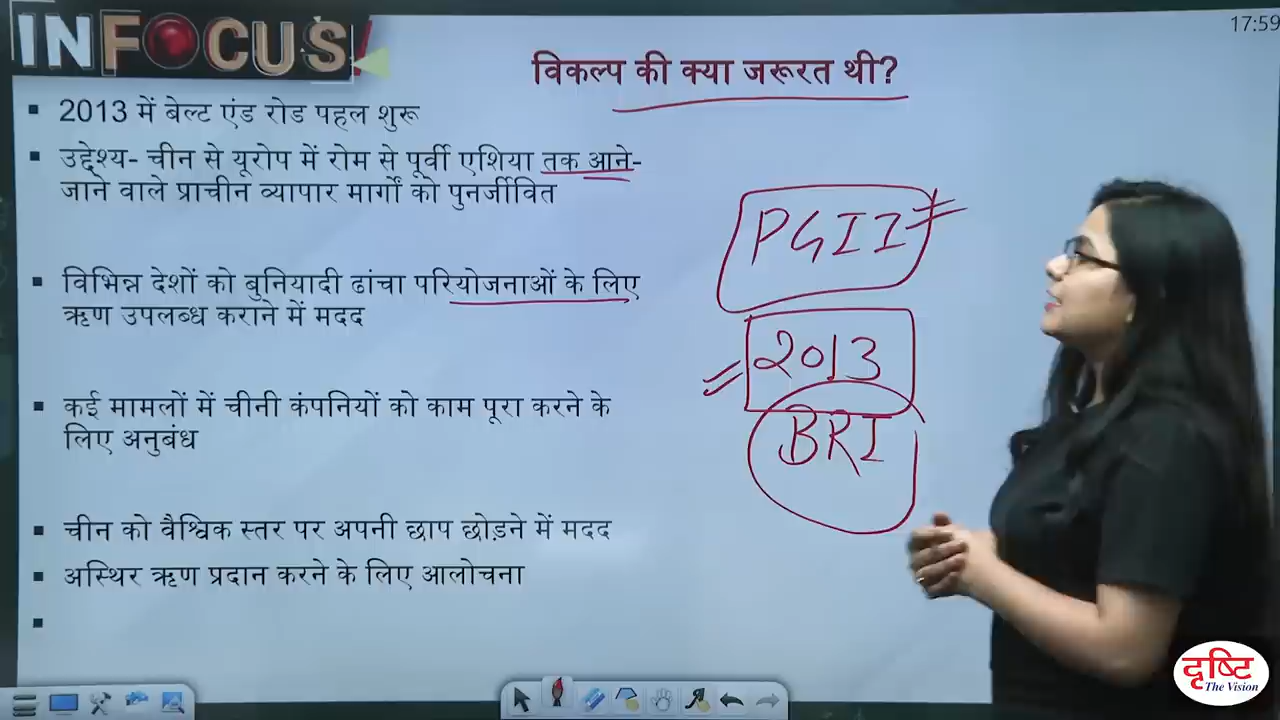 INFOCUS!
17:59
विकल्प की क्या जरूरत थी?
2013 में बेल्ट एंड रोड पहल शुरू
उद्देश्य- चीन से यूरोप में रोम से पूर्वी एशिया तक आने-
जाने वाले प्राचीन व्यापार मार्गों को पुनर्जीवित
विभिन्न देशों को बुनियादी ढांचा परियोजनाओं के लिए
ऋण उपलब्ध कराने में मदद
कई मामलों में चीनी कंपनियों को काम पूरा करने के
लिए अनुबंध
चीन को वैश्विक स्तर पर अपनी छाप छोड़ने में मदद
अस्थिर ऋण प्रदान करने के लिए आलोचना
PGII
2013
BRI
दृष्टि
The Vision